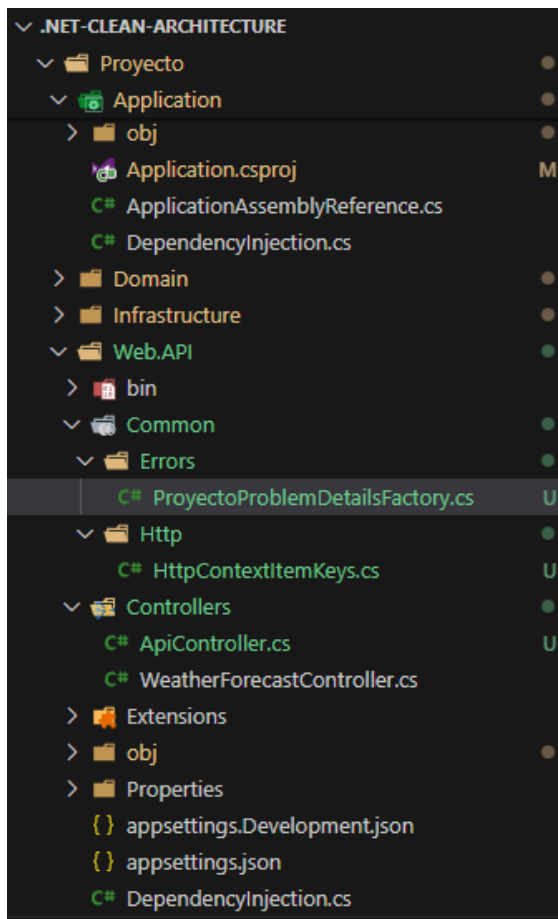 .NET-CLEAN-ARCHITECTURE
Proyecto
Application
obj
Application.csproj M
C# ApplicationAssemblyReference.cs
C# DependencyInjection.cs
Domain
Infrastructure
Web.API
bin
Common
Errors
C# ProyectoProblemDetailsFactory.cs U
Http
C# HttpContextItemKeys.cs U
Controllers
C# ApiController.cs U
C# WeatherForecastController.cs
Extensions
obj
Properties
{} appsettings.Development.json
{} appsettings.json
C# DependencyInjection.cs